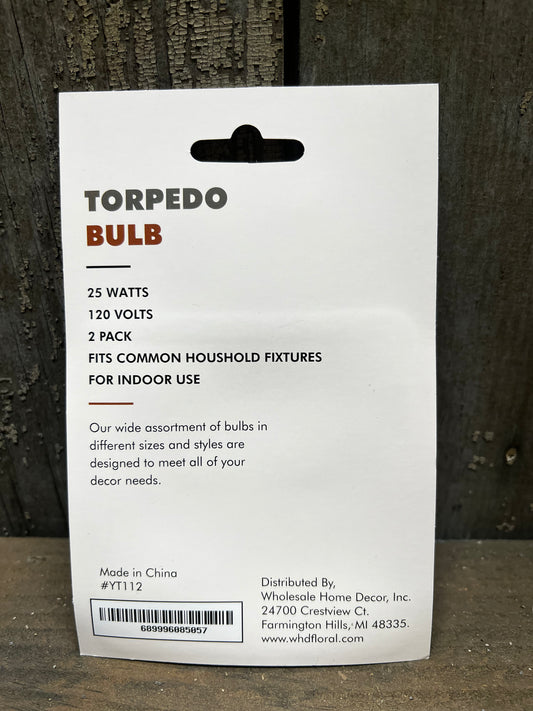 TORPEDO
BULB
25 WATTS
120 VOLTS
2 PACK
FITS COMMON HOUSHOLD FIXTURES
FOR INDOOR USE
Our wide assortment of bulbs in
different sizes and styles are
designed to meet all of your
decor needs.
Made in China
#YT112
689996085057
Distributed By,
Wholesale Home Decor, Inc.
24700 Crestview Ct.
Farmington Hills, MI 48335.
www.whdfloral.com